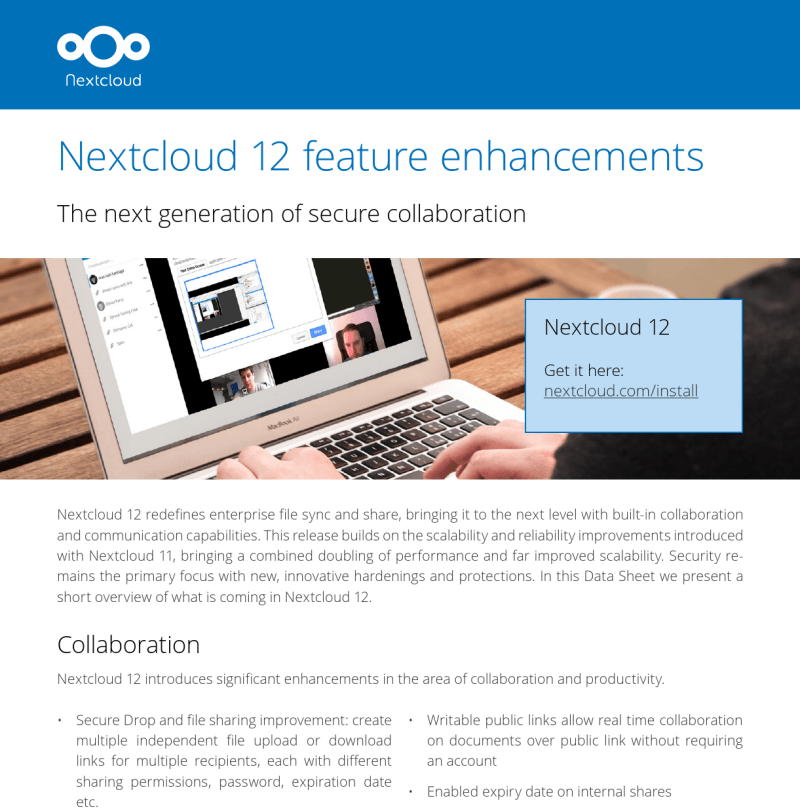 Nextcloud
Nextcloud 12 feature enhancements
The next generation of secure collaboration
MacBook Air
Nextcloud 12
Get it here:
nextcloud.com/install
Nextcloud 12 redefines enterprise file sync and share, bringing it to the next level with built-in collaboration
and communication capabilities. This release builds on the scalability and reliability improvements introduced
with Nextcloud 11, bringing a combined doubling of performance and far improved scalability. Security re-
mains the primary focus with new, innovative hardenings and protections. In this Data Sheet we present a
short overview of what is coming in Nextcloud 12.
Collaboration
Nextcloud 12 introduces significant enhancements in the area of collaboration and productivity.
• Secure Drop and file sharing improvement: create
multiple independent file upload or download
links for multiple recipients, each with different
sharing permissions, password, expiration date
etc.
• Writable public links allow real time collaboration
on documents over public link without requiring
an account
• Enabled expiry date on internal shares